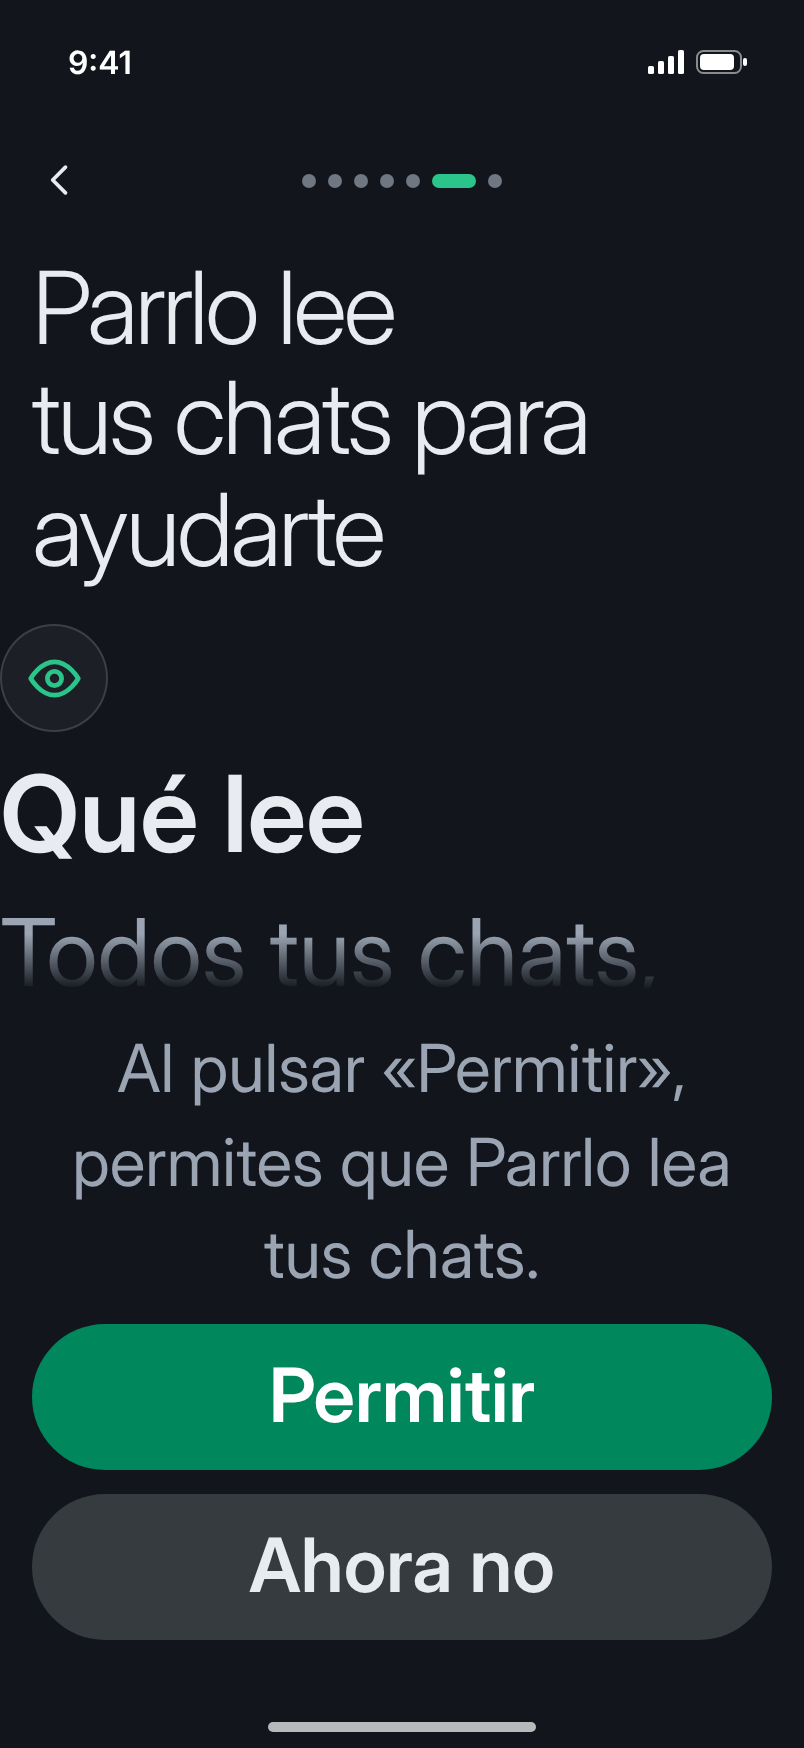 9:41
Parrlo lee
tus chats para
ayudarte
Qué lee
Todos tus chats,
Al pulsar «Permitir»,
permites que Parrlo lea
tus chats.
Permitir
Ahora no